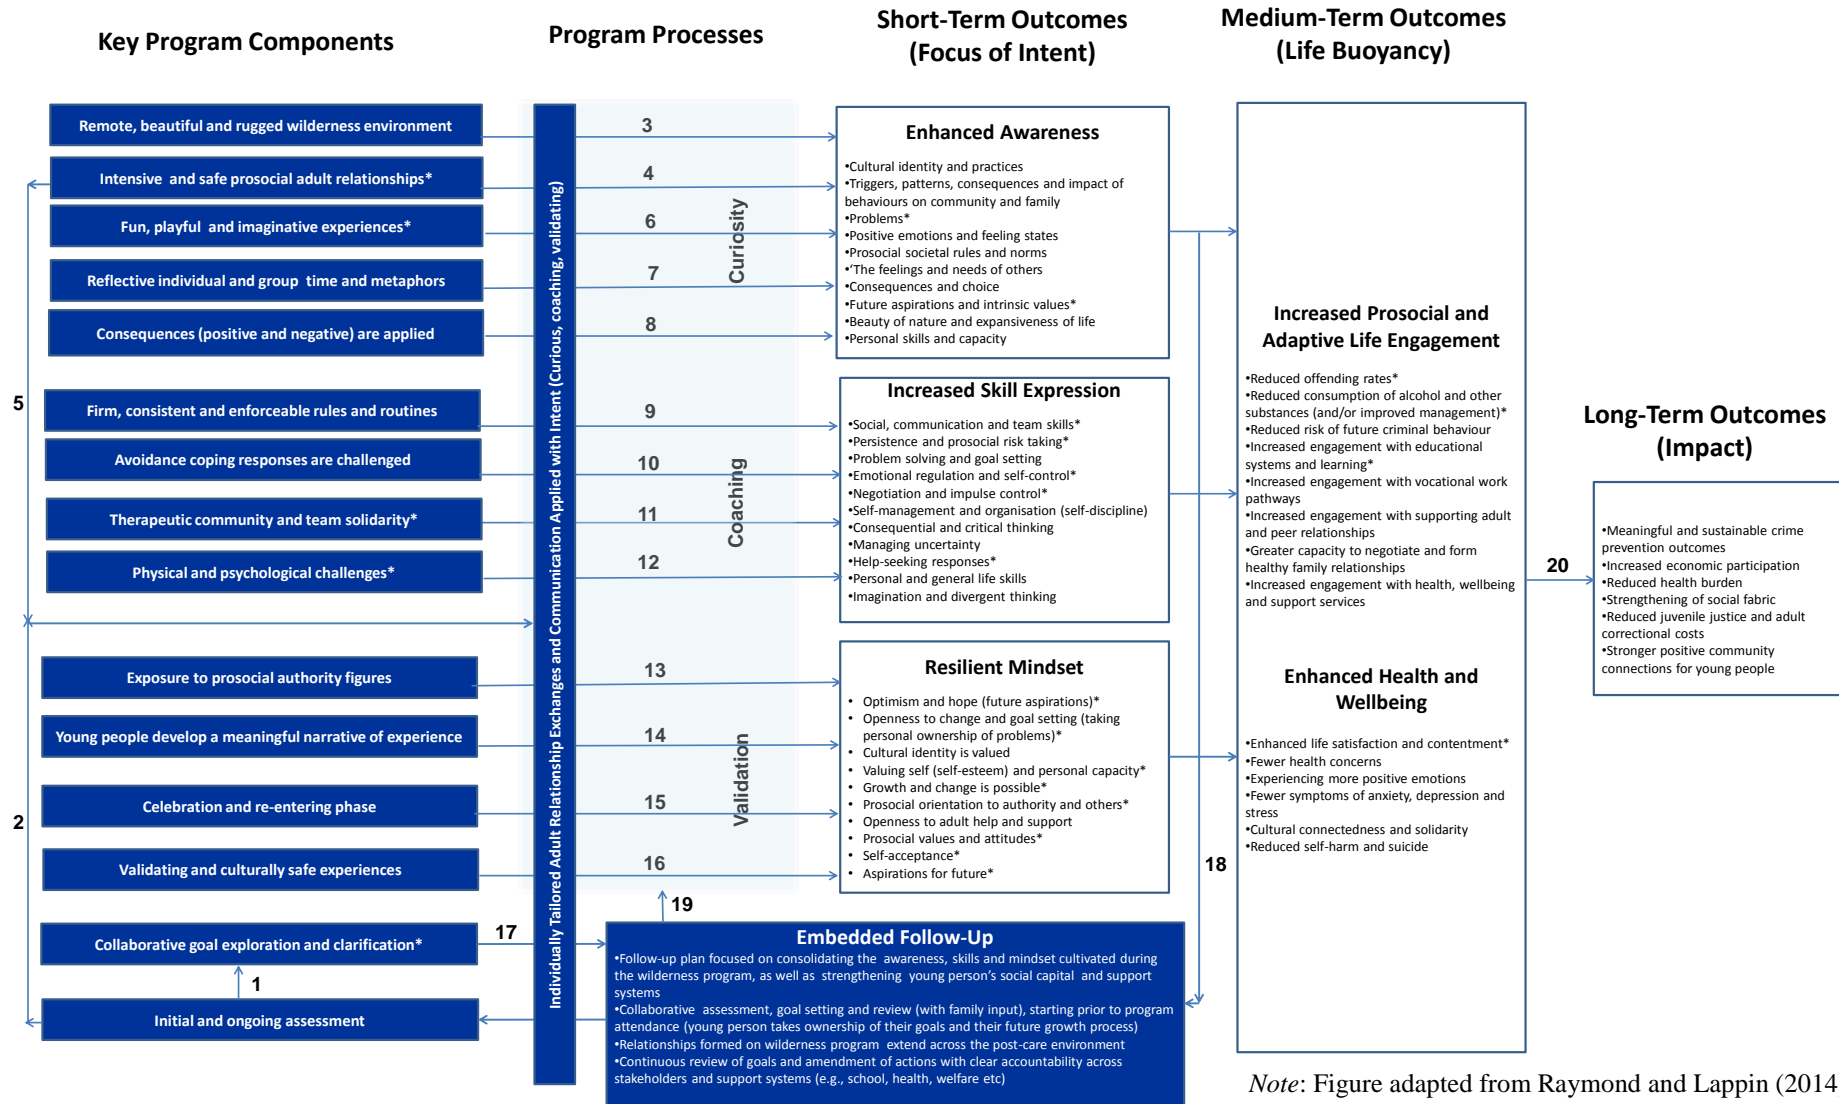 Key Program Components
Program Processes
Short-Term Outcomes
(Focus of Intent)
Medium-Term Outcomes
(Life Buoyancy)
Remote, beautiful and rugged wilderness environment
Intensive and safe prosocial adult relationships*
Fun, playful and imaginative experiences*
Reflective individual and group time and metaphors
Consequences (positive and negative) are applied
5
Firm, consistent and enforceable rules and routines
Avoidance coping responses are challenged
Therapeutic community and team solidarity*
Physical and psychological challenges*
Exposure to prosocial authority figures
Young people develop a meaningful narrative of experience
Celebration and re-entering phase
2
Validating and culturally safe experiences
Collaborative goal exploration and clarification*
1
Initial and ongoing assessment
17
Individually Tailored Adult Relationship Exchanges and Communication Applied with Intent (Curious, coaching, validating)
3
4
6
7
8
Curiosity
9
10
11
12
Coaching
13
14
15
16
Validation
19
Enhanced Awareness
•Cultural identity and practices
•Triggers, patterns, consequences and impact of
behaviours on community and family
•Problems*
•Positive emotions and feeling states
•Prosocial societal rules and norms
•'The feelings and needs of others
•Consequences and choice
•Future aspirations and intrinsic values*
•Beauty of nature and expansiveness of life
•Personal skills and capacity
Increased Skill Expression
•Social, communication and team skills*
•Persistence and prosocial risk taking*
•Problem solving and goal setting
•Emotional regulation and self-control*
•Negotiation and impulse control*
•Self-management and organisation (self-discipline)
•Consequential and critical thinking
•Managing uncertainty
•Help-seeking responses*
•Personal and general life skills
•Imagination and divergent thinking
Resilient Mindset
• Optimism and hope (future aspirations)*
• Openness to change and goal setting (taking
personal ownership of problems)*
• Cultural identity is valued
• Valuing self (self-esteem) and personal capacity*
• Growth and change is possible*
• Prosocial orientation to authority and others*
• Openness to adult help and support
• Prosocial values and attitudes*
• Self-acceptance*
• Aspirations for future*
Embedded Follow-Up
•Follow-up plan focused on consolidating the awareness, skills and mindset cultivated during
the wilderness program, as well as strengthening young person's social capital and support
systems
•Collaborative assessment, goal setting and review (with family input), starting prior to program
attendance (young person takes ownership of their goals and their future growth process)
•Relationships formed on wilderness program extend across the post-care environment
•Continuous review of goals and amendment of actions with clear accountability across
stakeholders and support systems (e.g., school, health, welfare etc)
18
Increased Prosocial and
Adaptive Life Engagement
•Reduced offending rates*
•Reduced consumption of alcohol and other
substances (and/or improved management)*
•Reduced risk of future criminal behaviour
•Increased engagement with educational
systems and learning*
•Increased engagement with vocational work
pathways
•Increased engagement with supporting adult
and peer relationships
•Greater capacity to negotiate and form
healthy family relationships
•Increased engagement with health, wellbeing
and support services
Enhanced Health and
Wellbeing
•Enhanced life satisfaction and contentment*
•Fewer health concerns
•Experiencing more positive emotions
•Fewer symptoms of anxiety, depression and
stress
•Cultural connectedness and solidarity
•Reduced self-harm and suicide
20
Long-Term Outcomes
(Impact)
•Meaningful and sustainable crime
prevention outcomes
•Increased economic participation
•Reduced health burden
•Strengthening of social fabric
•Reduced juvenile justice and adult
correctional costs
•Stronger positive community
connections for young people
Note: Figure adapted from Raymond and Lappin (2014